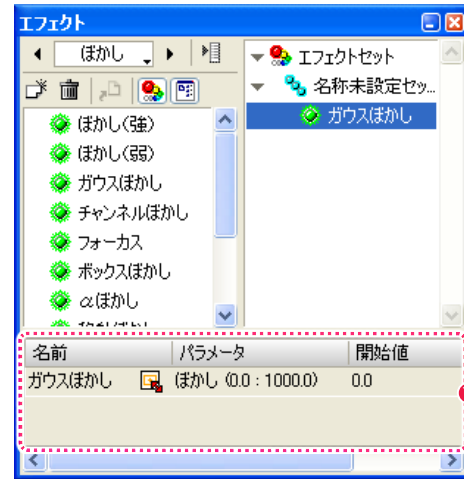 エフェクト
ぼかし
エフェクトセット
名称未設定セッ...
ガウスぼかし
ぼかし(強)
ぼかし(弱)
ガウスぼかし
チャンネルぼかし
フォーカス
ボックスぼかし
αぼかし
名前 パラメータ 開始値
ガウスぼかし ぼかし (0.0 : 1000.0) 0.0